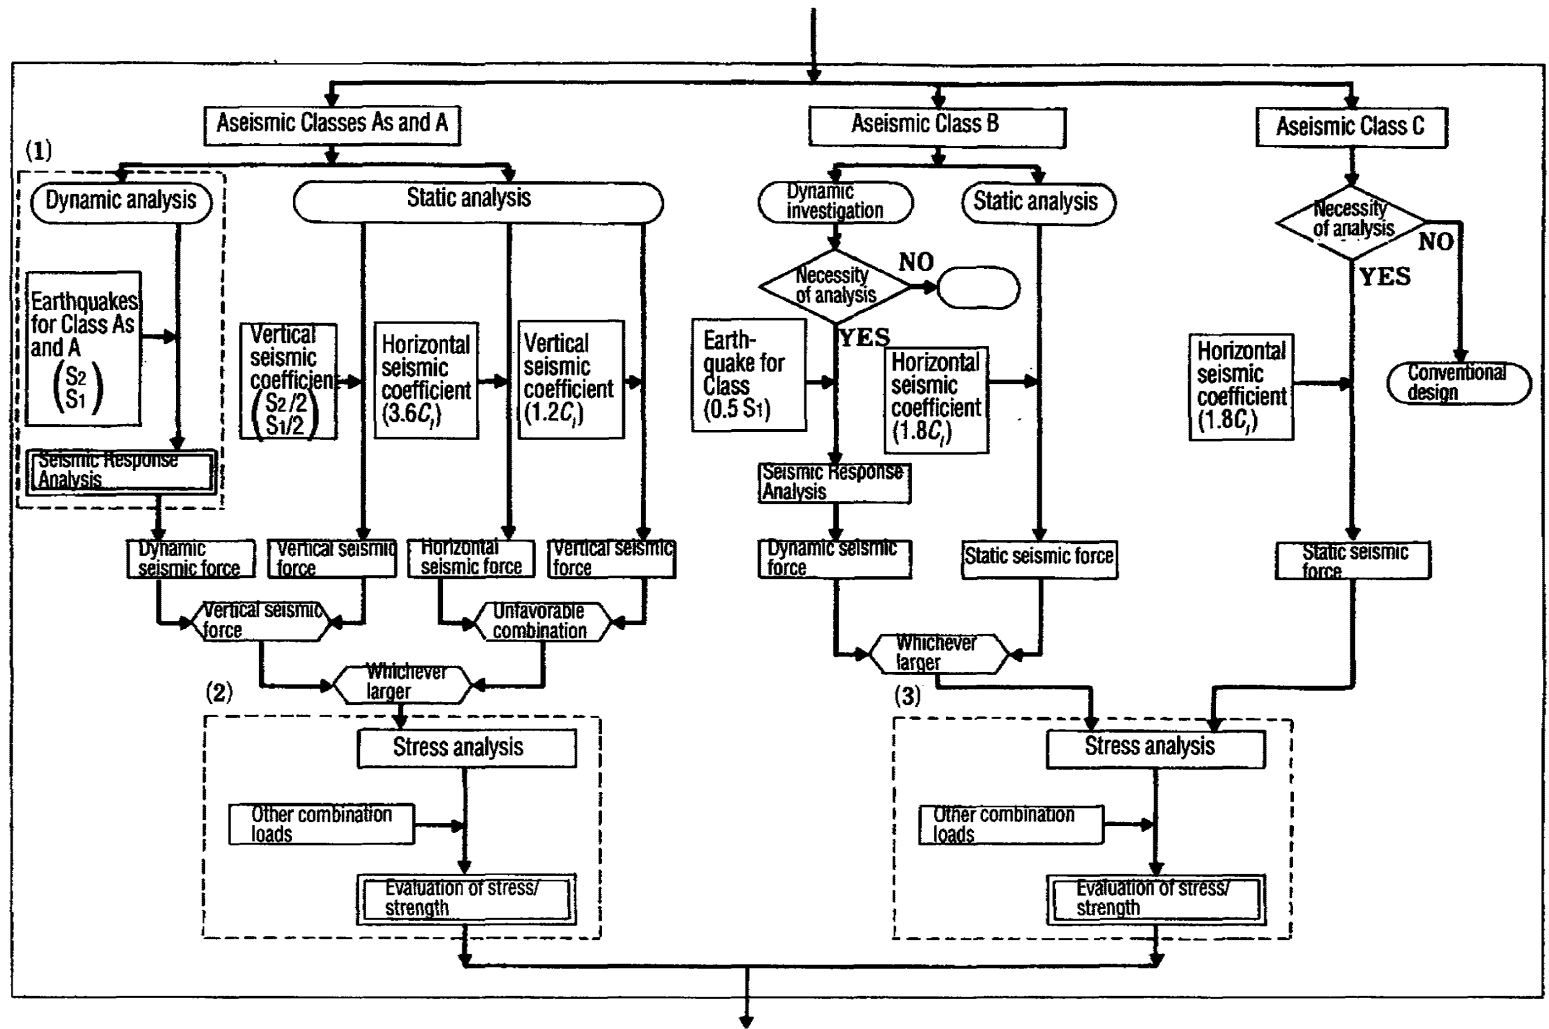 Aseismic Classes As and A
Aseismic Class B
Aseismic Class C
(1)
Dynamic analysis
Static analysis
Dynamic
investigation
Static analysis
Necessity
of analysis
NO
YES
Earthquakes
for Class As
and A
(S2
S1)
Vertical
seismic
coefficien
(S2/2
S1/2)
Horizontal
seismic
coefficient
(3.6Ci)
Vertical
seismic
coefficient
(1.2Ci)
Necessity
of analysis
NO
YES
Earth-
quake for
Class
(0.5 S1)
Horizontal
seismic
coefficient
(1.8Ci)
Horizontal
seismic
coefficient
(1.8Ci)
Conventional
design
Seismic Response
Analysis
Seismic Response
Analysis
Dynamic
seismic force
Vertical seismic
force
Horizontal
seismic force
Vertical seismic
force
Dynamic seismic
force
Static seismic force
Static seismic
force
Vertical seismic
force
Unfavorable
combination
Whichever
larger
Whichever
larger
(2)
Stress analysis
Other combination
loads
Evaluation of stress/
strength
(3)
Stress analysis
Other combination
loads
Evaluation of stress/
strength